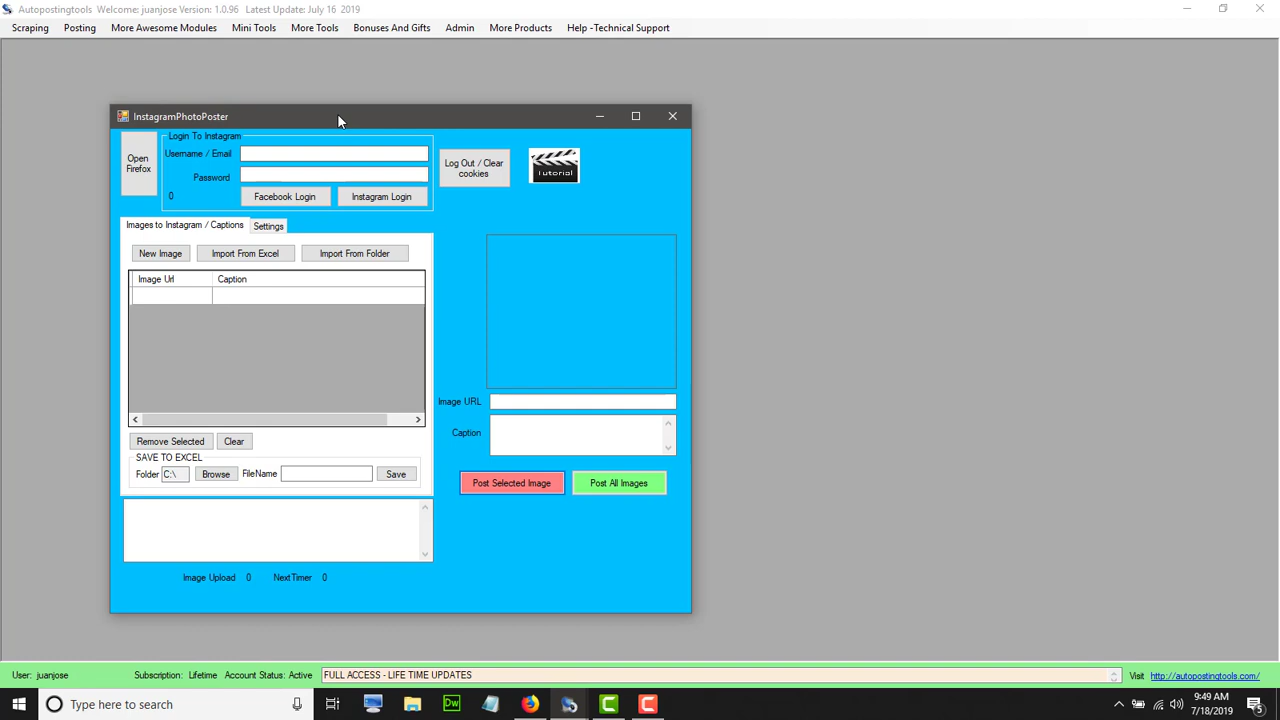 Autopostingtools Welcome: juanjose Version: 1.0.96 Latest Update: July 16 2019
Scraping Posting More Awesome Modules Mini Tools More Tools Bonuses And Gifts Admin More Products Help -Technical Support
InstagramPhotoPoster
Login To Instagram
Open Firefox
Username / Email
Password
0
Facebook Login Instagram Login
Log Out / Clear cookies
Tutorial
Images to Instagram / Captions Settings
New Image Import From Excel Import From Folder
Image Url Caption
Image URL
Caption
Remove Selected Clear
SAVE TO EXCEL
Folder C:\ Browse FileName Save
Post Selected Image Post All Images
Image Upload 0 NextTimer 0
User: juanjose Subscription: Lifetime Account Status: Active FULL ACCESS - LIFE TIME UPDATES Visit http://autopostingtools.com/
Type here to search
Dw
9:49 AM
7/18/2019
5